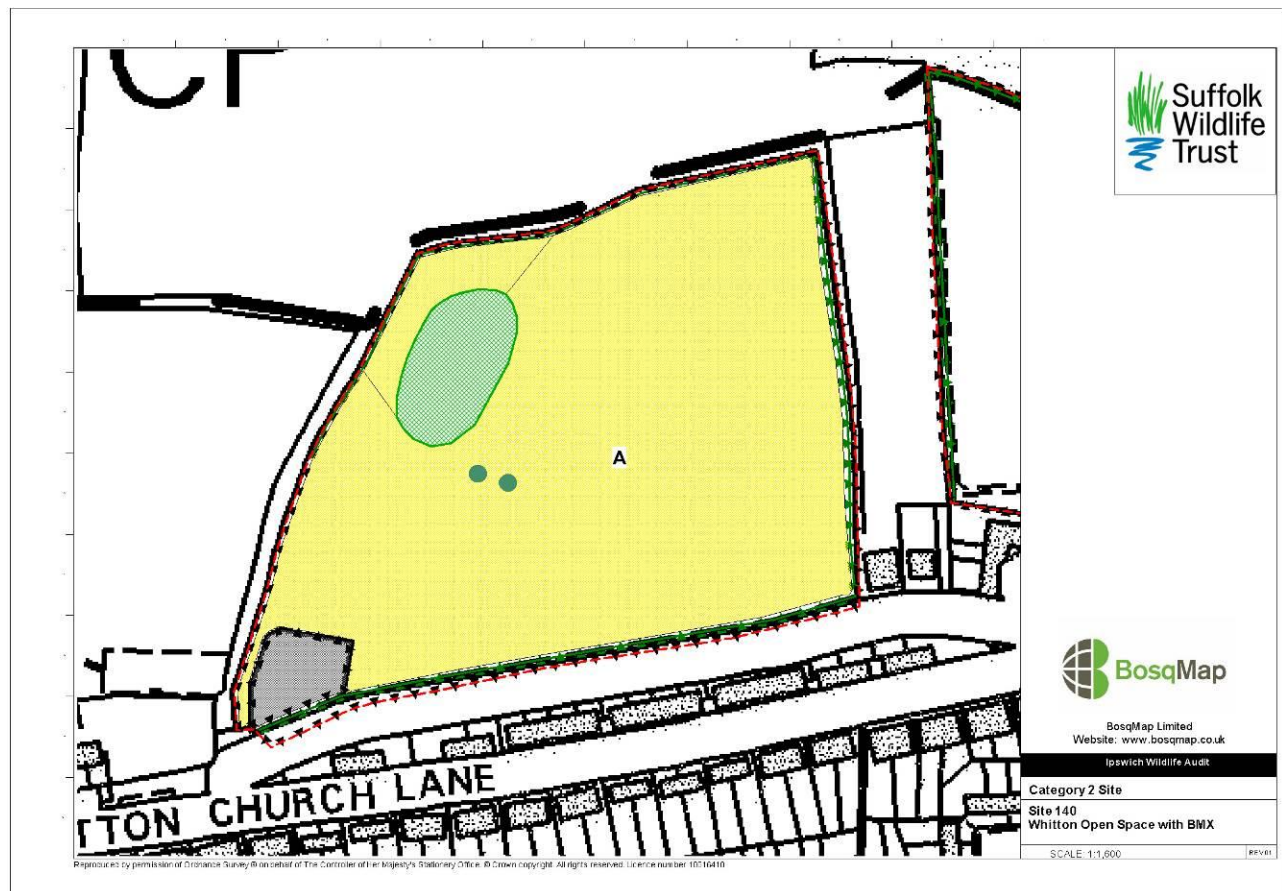 CF
Suffolk
Wildlife
Trust
A
TTON CHURCH LANE
BosqMap
BosqMap Limited
Website: www.bosqmap.co.uk
Ipswich Wildlife Audit
Category 2 Site
Site 140
Whitton Open Space with BMX
SCALE: 1:1,600
REV01
Reproduced by permission of Ordnance Survey ® on behalf of The Controller of Her Majesty's Stationery Office. © Crown copyright. All rights reserved. Licence number 10016410